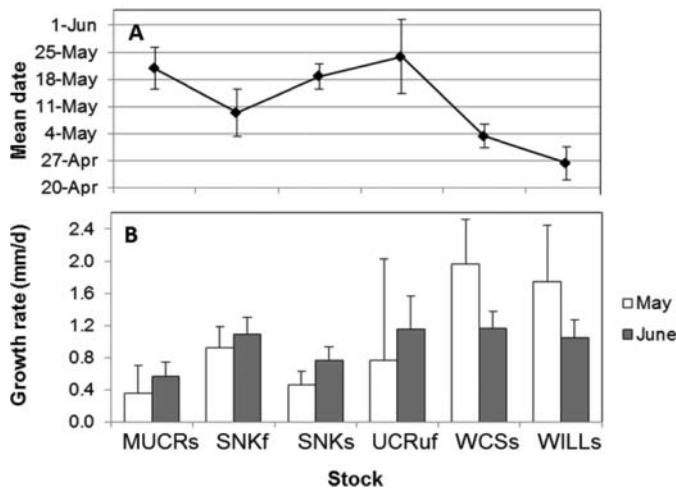 A
1-Jun
25-May
18-May
11-May
4-May
27-Apr
20-Apr
Mean date
B
2.4
2.0
1.6
1.2
0.8
0.4
0.0
Growth rate (mm/d)
May
June
MUCRs SNKf SNKs UCRuf WCSs WILLs
Stock